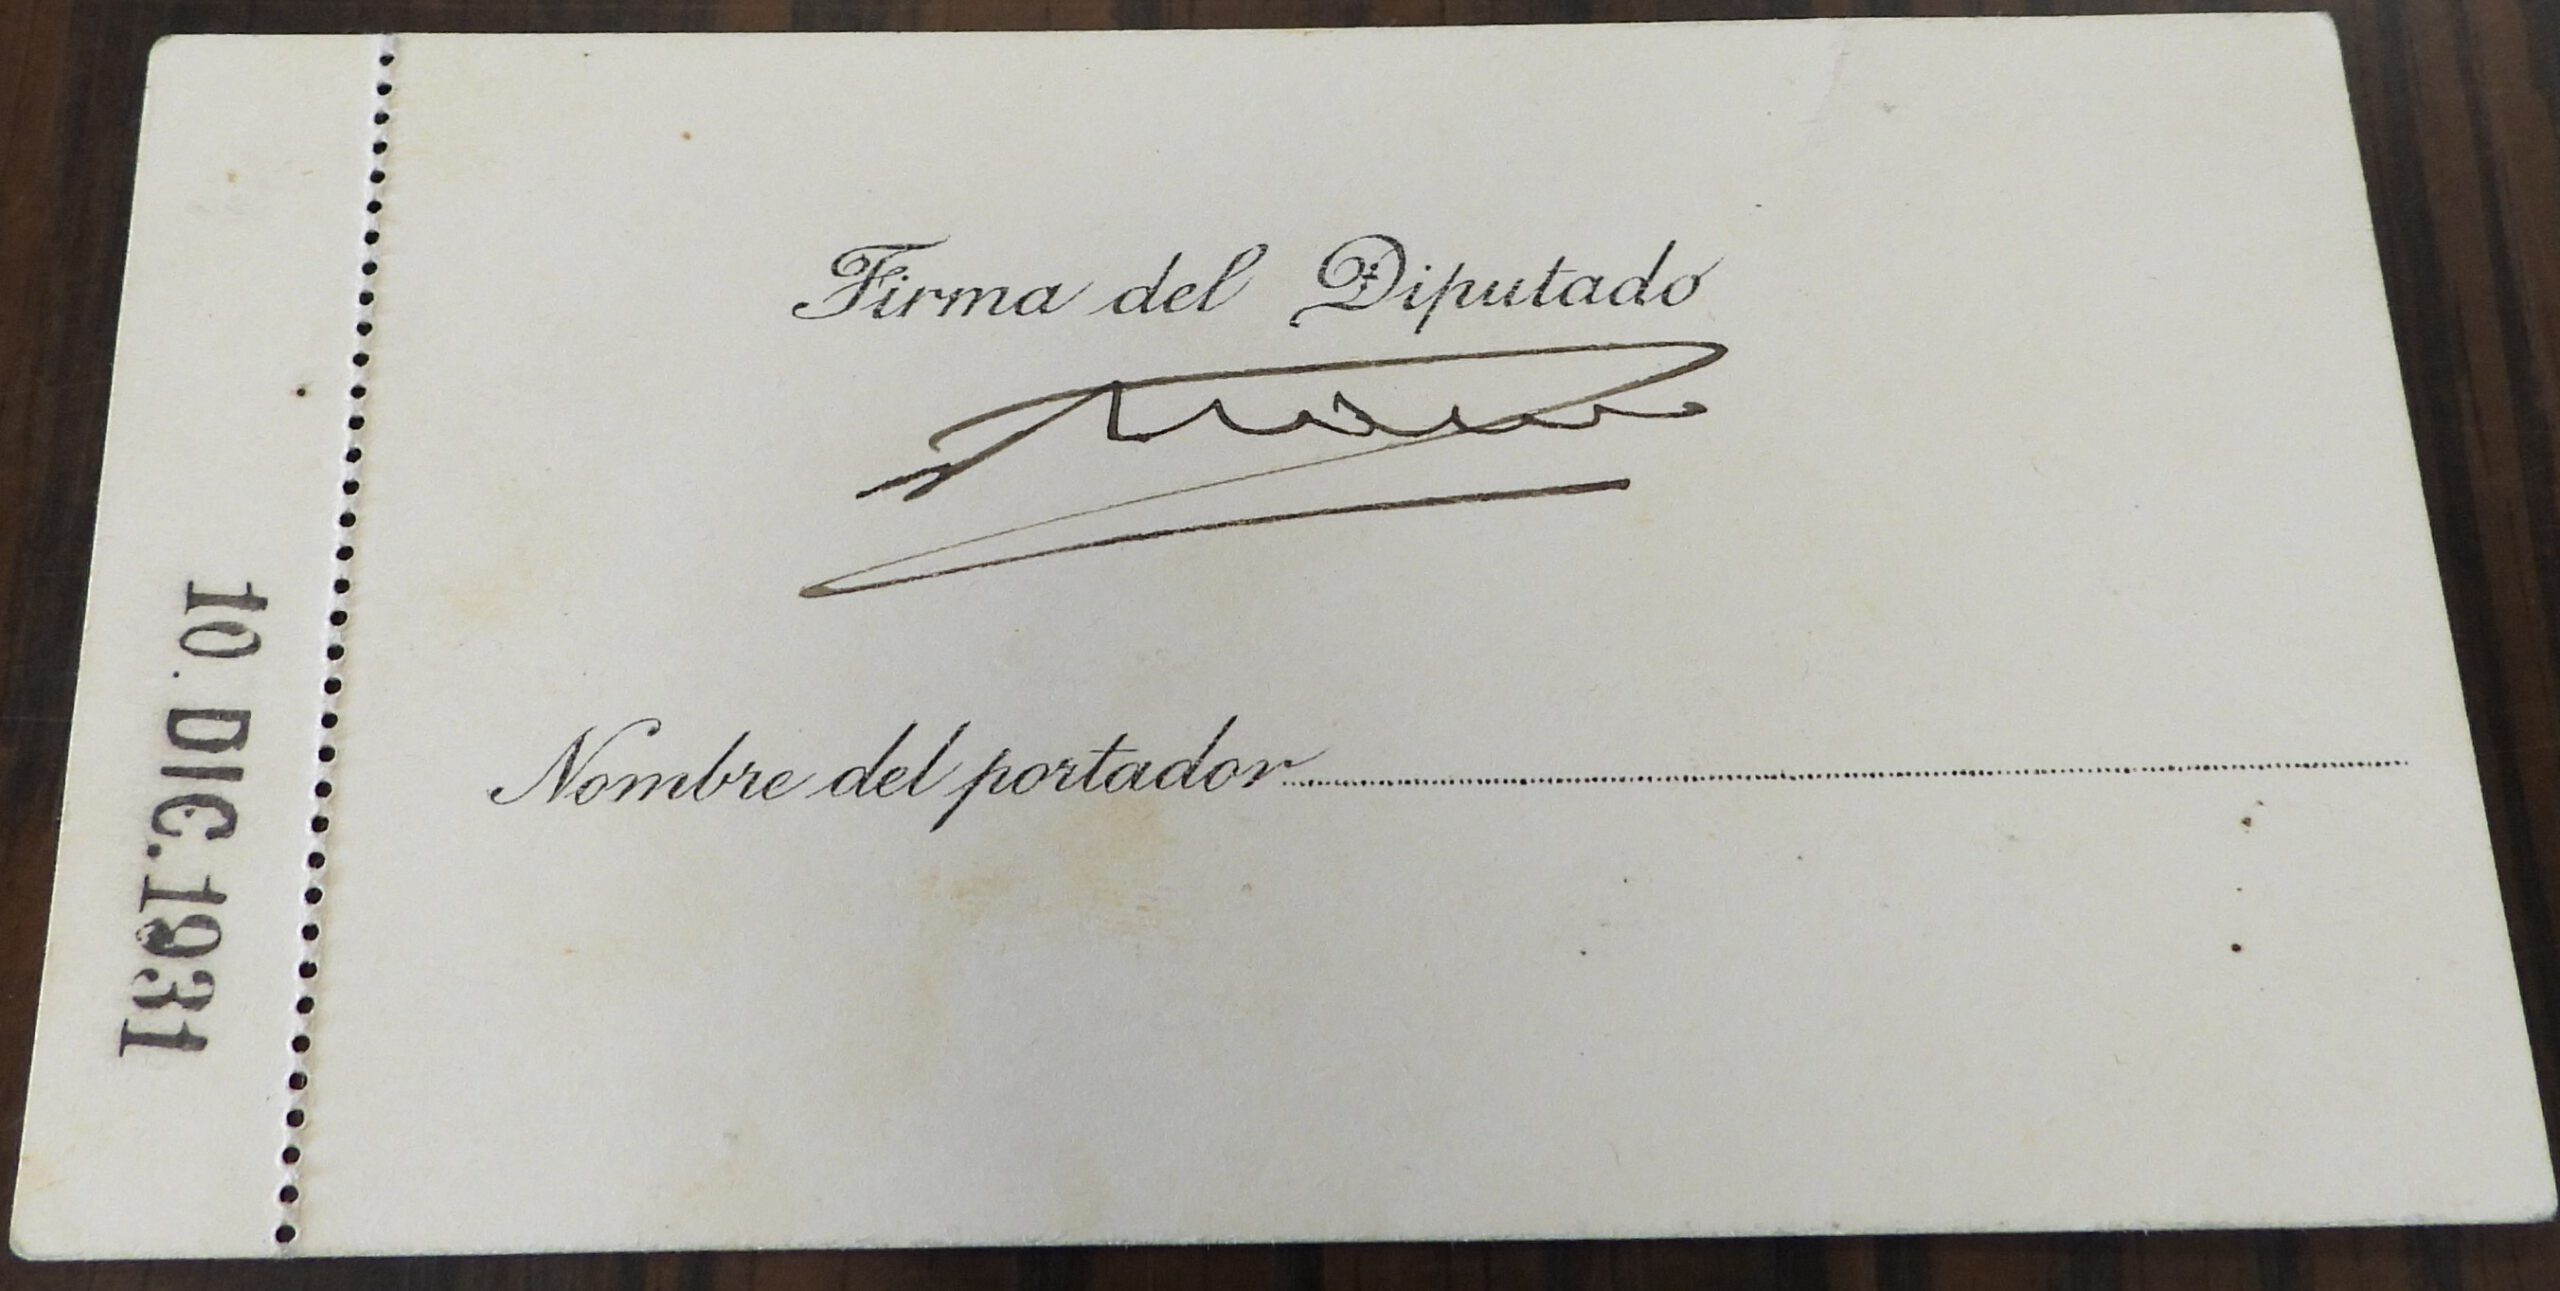 Firma del Diputado
Nombre del portador
10. DIC. 1931